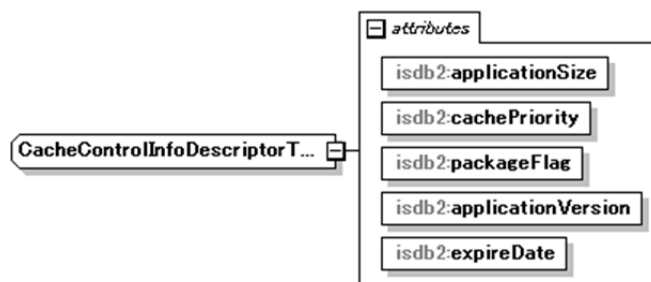 attributes
isdb2:applicationSize
isdb2:cachePriority
CacheControlInfoDescriptorT...
isdb2:packageFlag
isdb2:applicationVersion
isdb2:expireDate